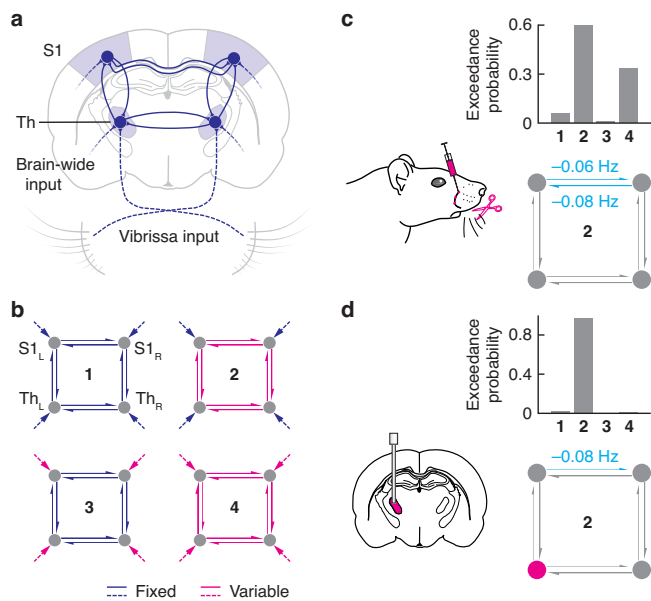 a
S1
Th
Brain-wide
input
Vibrissa input
b
S1L
S1R
1
ThL
ThR
2
3
4
Fixed
Variable
c
Exceedance
probability
0.6
0.3
0
1 2 3 4
–0.06 Hz
–0.08 Hz
2
d
Exceedance
probability
0.8
0.4
0
1 2 3 4
–0.08 Hz
2